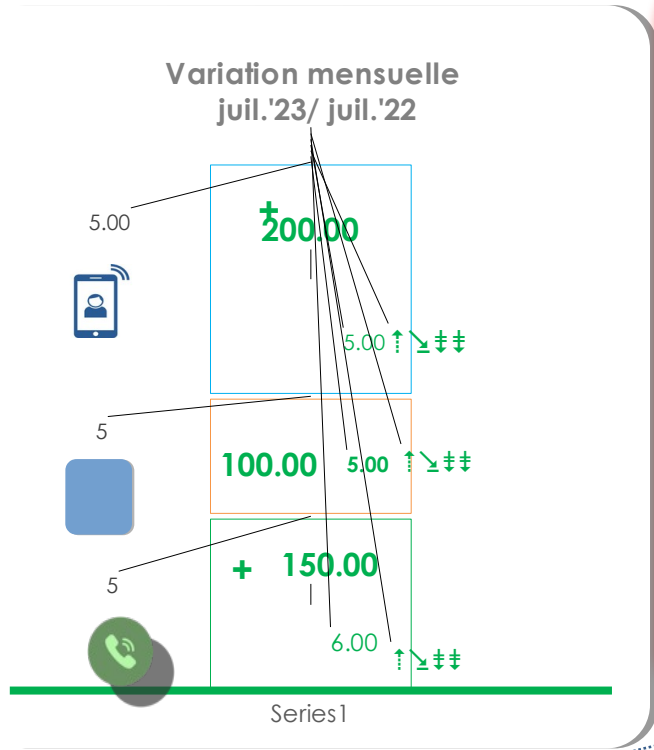 Variation mensuelle
juil.'23/ juil.'22
5.00
+
200.00
5.00 ⇡↘‡‡
5
100.00 5.00 ⇡↘‡‡
+ 150.00
5
6.00
⇡↘‡‡
Series1